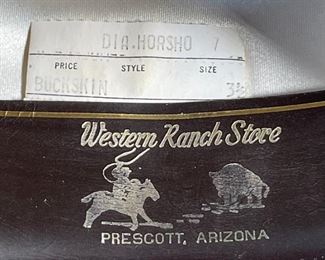 DIA.HORSHO 7
PRICE STYLE SIZE
BUCKSKIN 3½
Western Ranch Store
PRESCOTT, ARIZONA